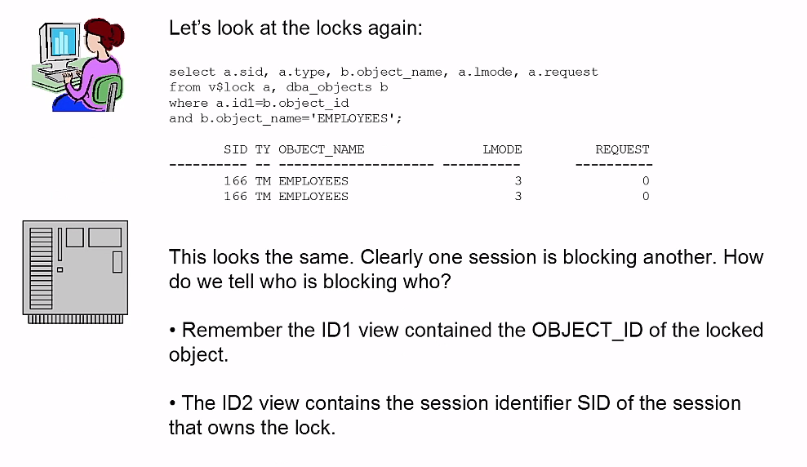 Let's look at the locks again:
select a.sid, a.type, b.object_name, a.lmode, a.request
from v$lock a, dba_objects b
where a.id1=b.object_id
and b.object_name='EMPLOYEES';
SID TY OBJECT_NAME LMODE REQUEST
---------- -- -------------------- ---------- ----------
166 TM EMPLOYEES 3 0
166 TM EMPLOYEES 3 0
This looks the same. Clearly one session is blocking another. How
do we tell who is blocking who?
• Remember the ID1 view contained the OBJECT_ID of the locked
object.
• The ID2 view contains the session identifier SID of the session
that owns the lock.